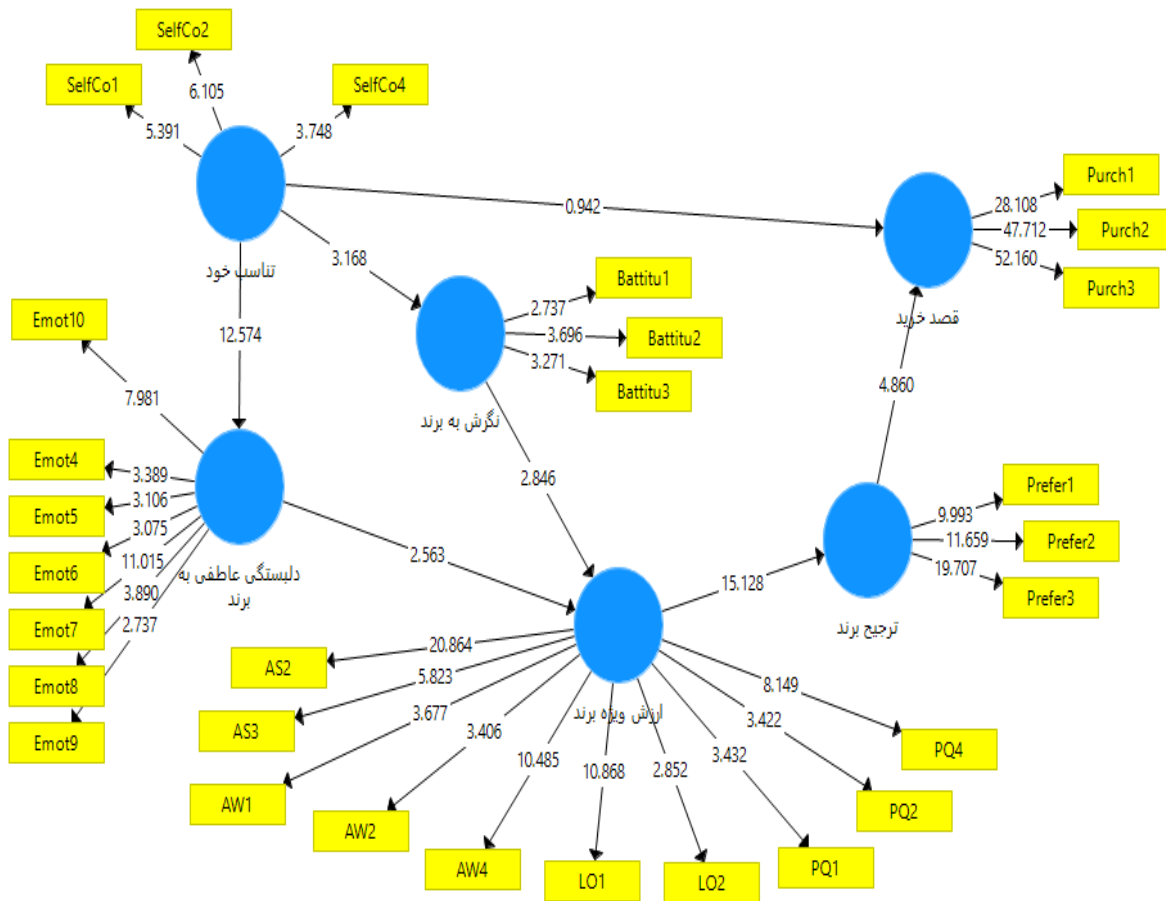 SelfCo2
SelfCo1
SelfCo4
6.105
5.391
3.748
Purch1
28.108
0.942
Purch2
47.712
52.160
Purch3
3.168
تناسب خود
Battitu1
2.737
Battitu2
3.696
3.271
Battitu3
قصد خرید
Emot10
12.574
7.981
نگرش به برند
4.860
Emot4
3.389
Emot5
3.106
3.075
Emot6
11.015
3.890
Emot7
2.737
Emot8
Emot9
2.846
Prefer1
9.993
Prefer2
11.659
19.707
Prefer3
2.563
دلبستگی عاطفی به
برند
15.128
ترجیح برند
AS2
20.864
5.823
AS3
3.677
ارزش ویژه برند
8.149
3.406
3.422
PQ4
10.485
10.868
2.852
3.432
AW1
AW2
PQ2
AW4
LO1
LO2
PQ1